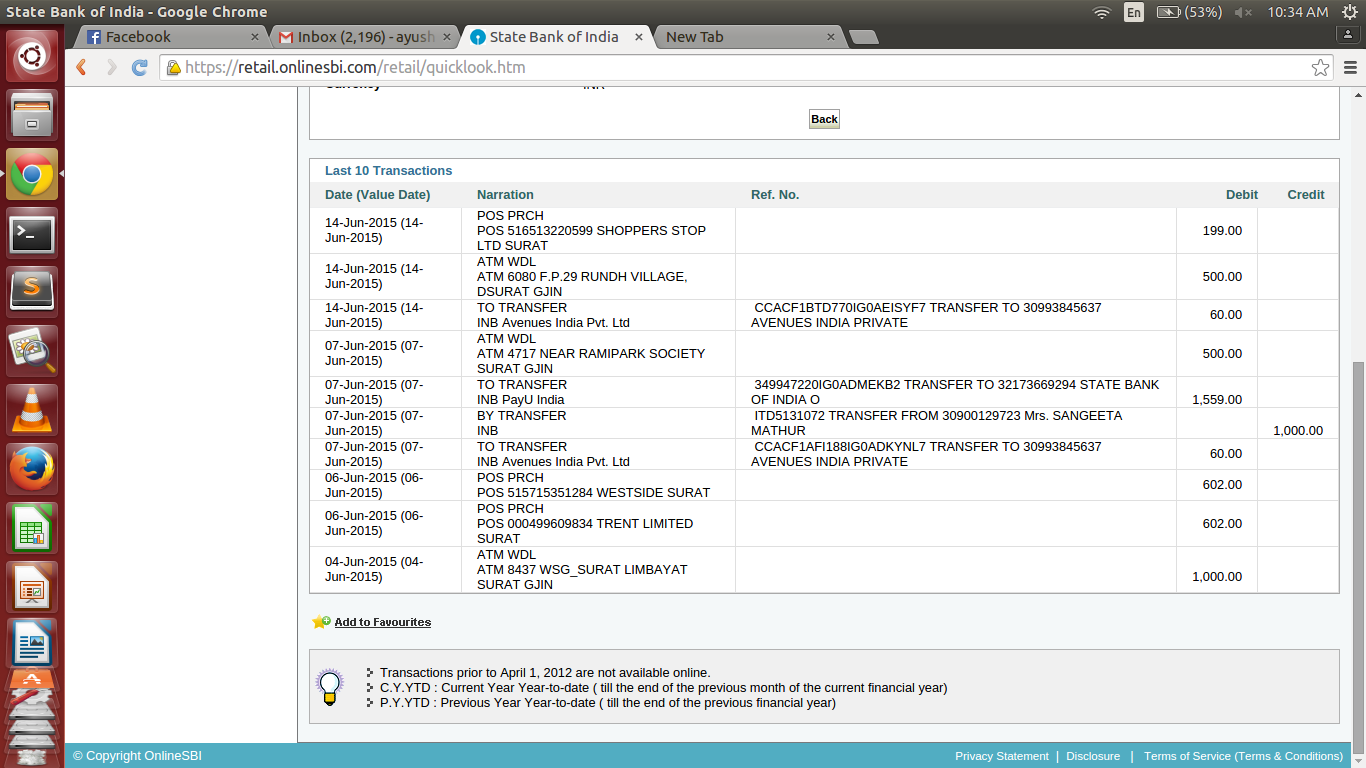 State Bank of India - Google Chrome
En
(53%)
10:34 AM
Facebook
Inbox (2,196) - ayush
State Bank of India
New Tab
https://retail.onlinesbi.com/retail/quicklook.htm
Currency INR
Back
Last 10 Transactions
Date (Value Date) Narration Ref. No. Debit Credit
14-Jun-2015 (14-
Jun-2015)
POS PRCH
POS 516513220599 SHOPPERS STOP
LTD SURAT
199.00
14-Jun-2015 (14-
Jun-2015)
ATM WDL
ATM 6080 F.P.29 RUNDH VILLAGE,
DSURAT GJIN
500.00
14-Jun-2015 (14-
Jun-2015)
TO TRANSFER
INB Avenues India Pvt. Ltd
CCACF1BTD770IG0AEISYF7 TRANSFER TO 30993845637
AVENUES INDIA PRIVATE
60.00
07-Jun-2015 (07-
Jun-2015)
ATM WDL
ATM 4717 NEAR RAMIPARK SOCIETY
SURAT GJIN
500.00
07-Jun-2015 (07-
Jun-2015)
TO TRANSFER
INB PayU India
349947220IG0ADMEKB2 TRANSFER TO 32173669294 STATE BANK
OF INDIA O
1,559.00
07-Jun-2015 (07-
Jun-2015)
BY TRANSFER
INB
ITD5131072 TRANSFER FROM 30900129723 Mrs. SANGEETA
MATHUR
1,000.00
07-Jun-2015 (07-
Jun-2015)
TO TRANSFER
INB Avenues India Pvt. Ltd
CCACF1AFI188IG0ADKYNL7 TRANSFER TO 30993845637
AVENUES INDIA PRIVATE
60.00
06-Jun-2015 (06-
Jun-2015)
POS PRCH
POS 515715351284 WESTSIDE SURAT
602.00
06-Jun-2015 (06-
Jun-2015)
POS PRCH
POS 000499609834 TRENT LIMITED
SURAT
602.00
04-Jun-2015 (04-
Jun-2015)
ATM WDL
ATM 8437 WSG_SURAT LIMBAYAT
SURAT GJIN
1,000.00
Add to Favourites
Transactions prior to April 1, 2012 are not available online.
C.Y.YTD : Current Year Year-to-date ( till the end of the previous month of the current financial year)
P.Y.YTD : Previous Year Year-to-date ( till the end of the previous financial year)
© Copyright OnlineSBI
Privacy Statement | Disclosure | Terms of Service (Terms & Conditions)